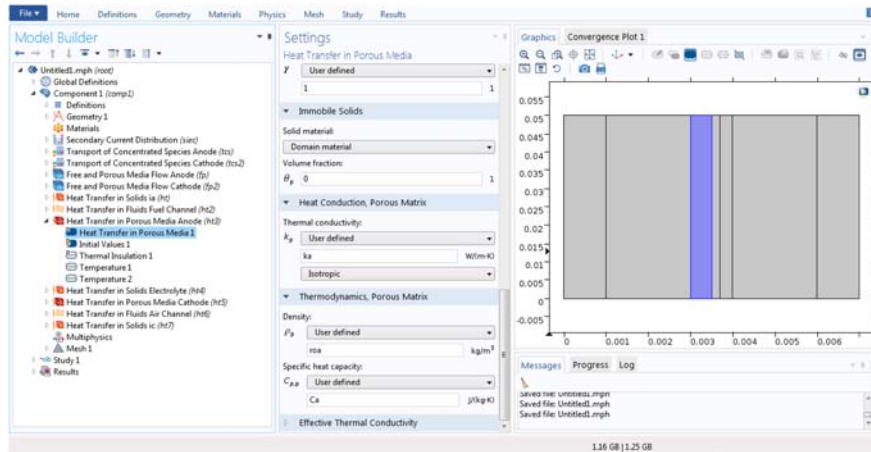 File Home Definitions Geometry Materials Physics Mesh Study Results
Model Builder
Untitled1.mph (root)
Global Definitions
Component 1 (comp1)
Definitions
Geometry 1
Materials
Secondary Current Distribution (siec)
Transport of Concentrated Species Anode (tcs)
Transport of Concentrated Species Cathode (tcs2)
Free and Porous Media Flow Anode (fp)
Free and Porous Media Flow Cathode (fp2)
Heat Transfer in Solids ia (ht)
Heat Transfer in Fluids Fuel Channel (ht2)
Heat Transfer in Porous Media Anode (ht3)
Heat Transfer in Porous Media 1
Initial Values 1
Thermal Insulation 1
Temperature 1
Temperature 2
Heat Transfer in Solids Electrolyte (ht4)
Heat Transfer in Porous Media Cathode (ht5)
Heat Transfer in Fluids Air Channel (ht6)
Heat Transfer in Solids ic (ht7)
Multiphysics
Mesh 1
Study 1
Results
Settings
Heat Transfer in Porous Media
γ User defined
1 1
Immobile Solids
Solid material:
Domain material
Volume fraction:
θp 0 1
Heat Conduction, Porous Matrix
Thermal conductivity:
kp User defined
ka W/(m·K)
Isotropic
Thermodynamics, Porous Matrix
Density:
ρp User defined
roa kg/m³
Specific heat capacity:
Cp,p User defined
Ca J/(kg·K)
Effective Thermal Conductivity
Graphics Convergence Plot 1
0.055
0.05
0.045
0.04
0.035
0.03
0.025
0.02
0.015
0.01
0.005
0
-0.005
0 0.001 0.002 0.003 0.004 0.005 0.006
Messages Progress Log
Saved file: Untitled1.mph
Saved file: Untitled1.mph
Saved file: Untitled1.mph
1.16 GB | 1.25 GB